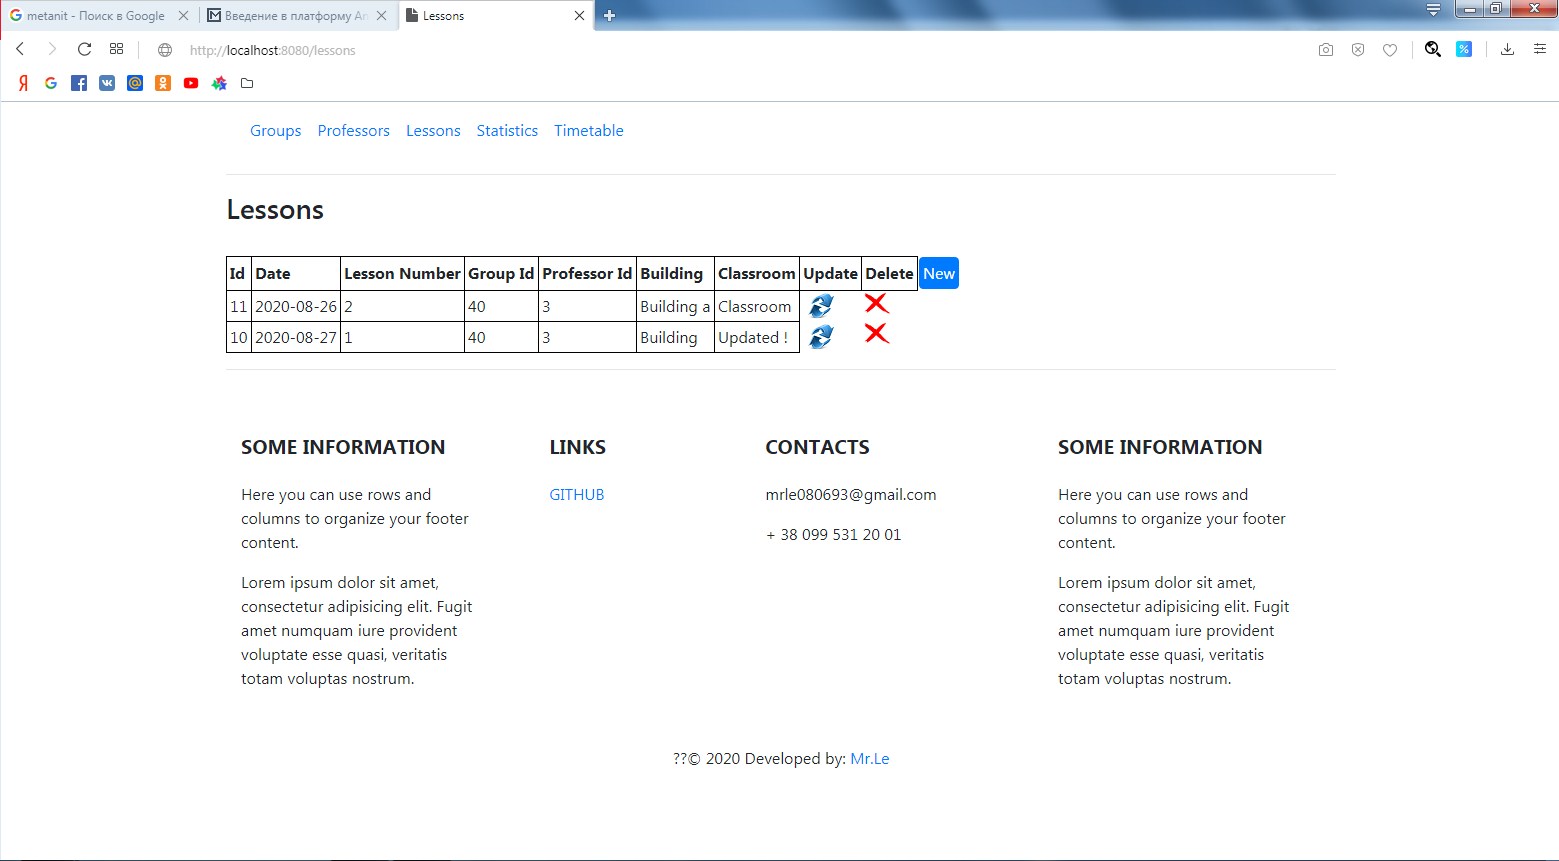 metanit - Поиск в Google
Введение в платформу An
Lessons
http://localhost:8080/lessons
Groups Professors Lessons Statistics Timetable
Lessons
Id Date Lesson Number Group Id Professor Id Building Classroom Update Delete New
11 2020-08-26 2 40 3 Building a Classroom
10 2020-08-27 1 40 3 Building Updated !
SOME INFORMATION
Here you can use rows and
columns to organize your footer
content.
Lorem ipsum dolor sit amet,
consectetur adipisicing elit. Fugit
amet numquam iure provident
voluptate esse quasi, veritatis
totam voluptas nostrum.
LINKS
GITHUB
CONTACTS
mrle080693@gmail.com
+ 38 099 531 20 01
SOME INFORMATION
Here you can use rows and
columns to organize your footer
content.
Lorem ipsum dolor sit amet,
consectetur adipisicing elit. Fugit
amet numquam iure provident
voluptate esse quasi, veritatis
totam voluptas nostrum.
??© 2020 Developed by: Mr.Le